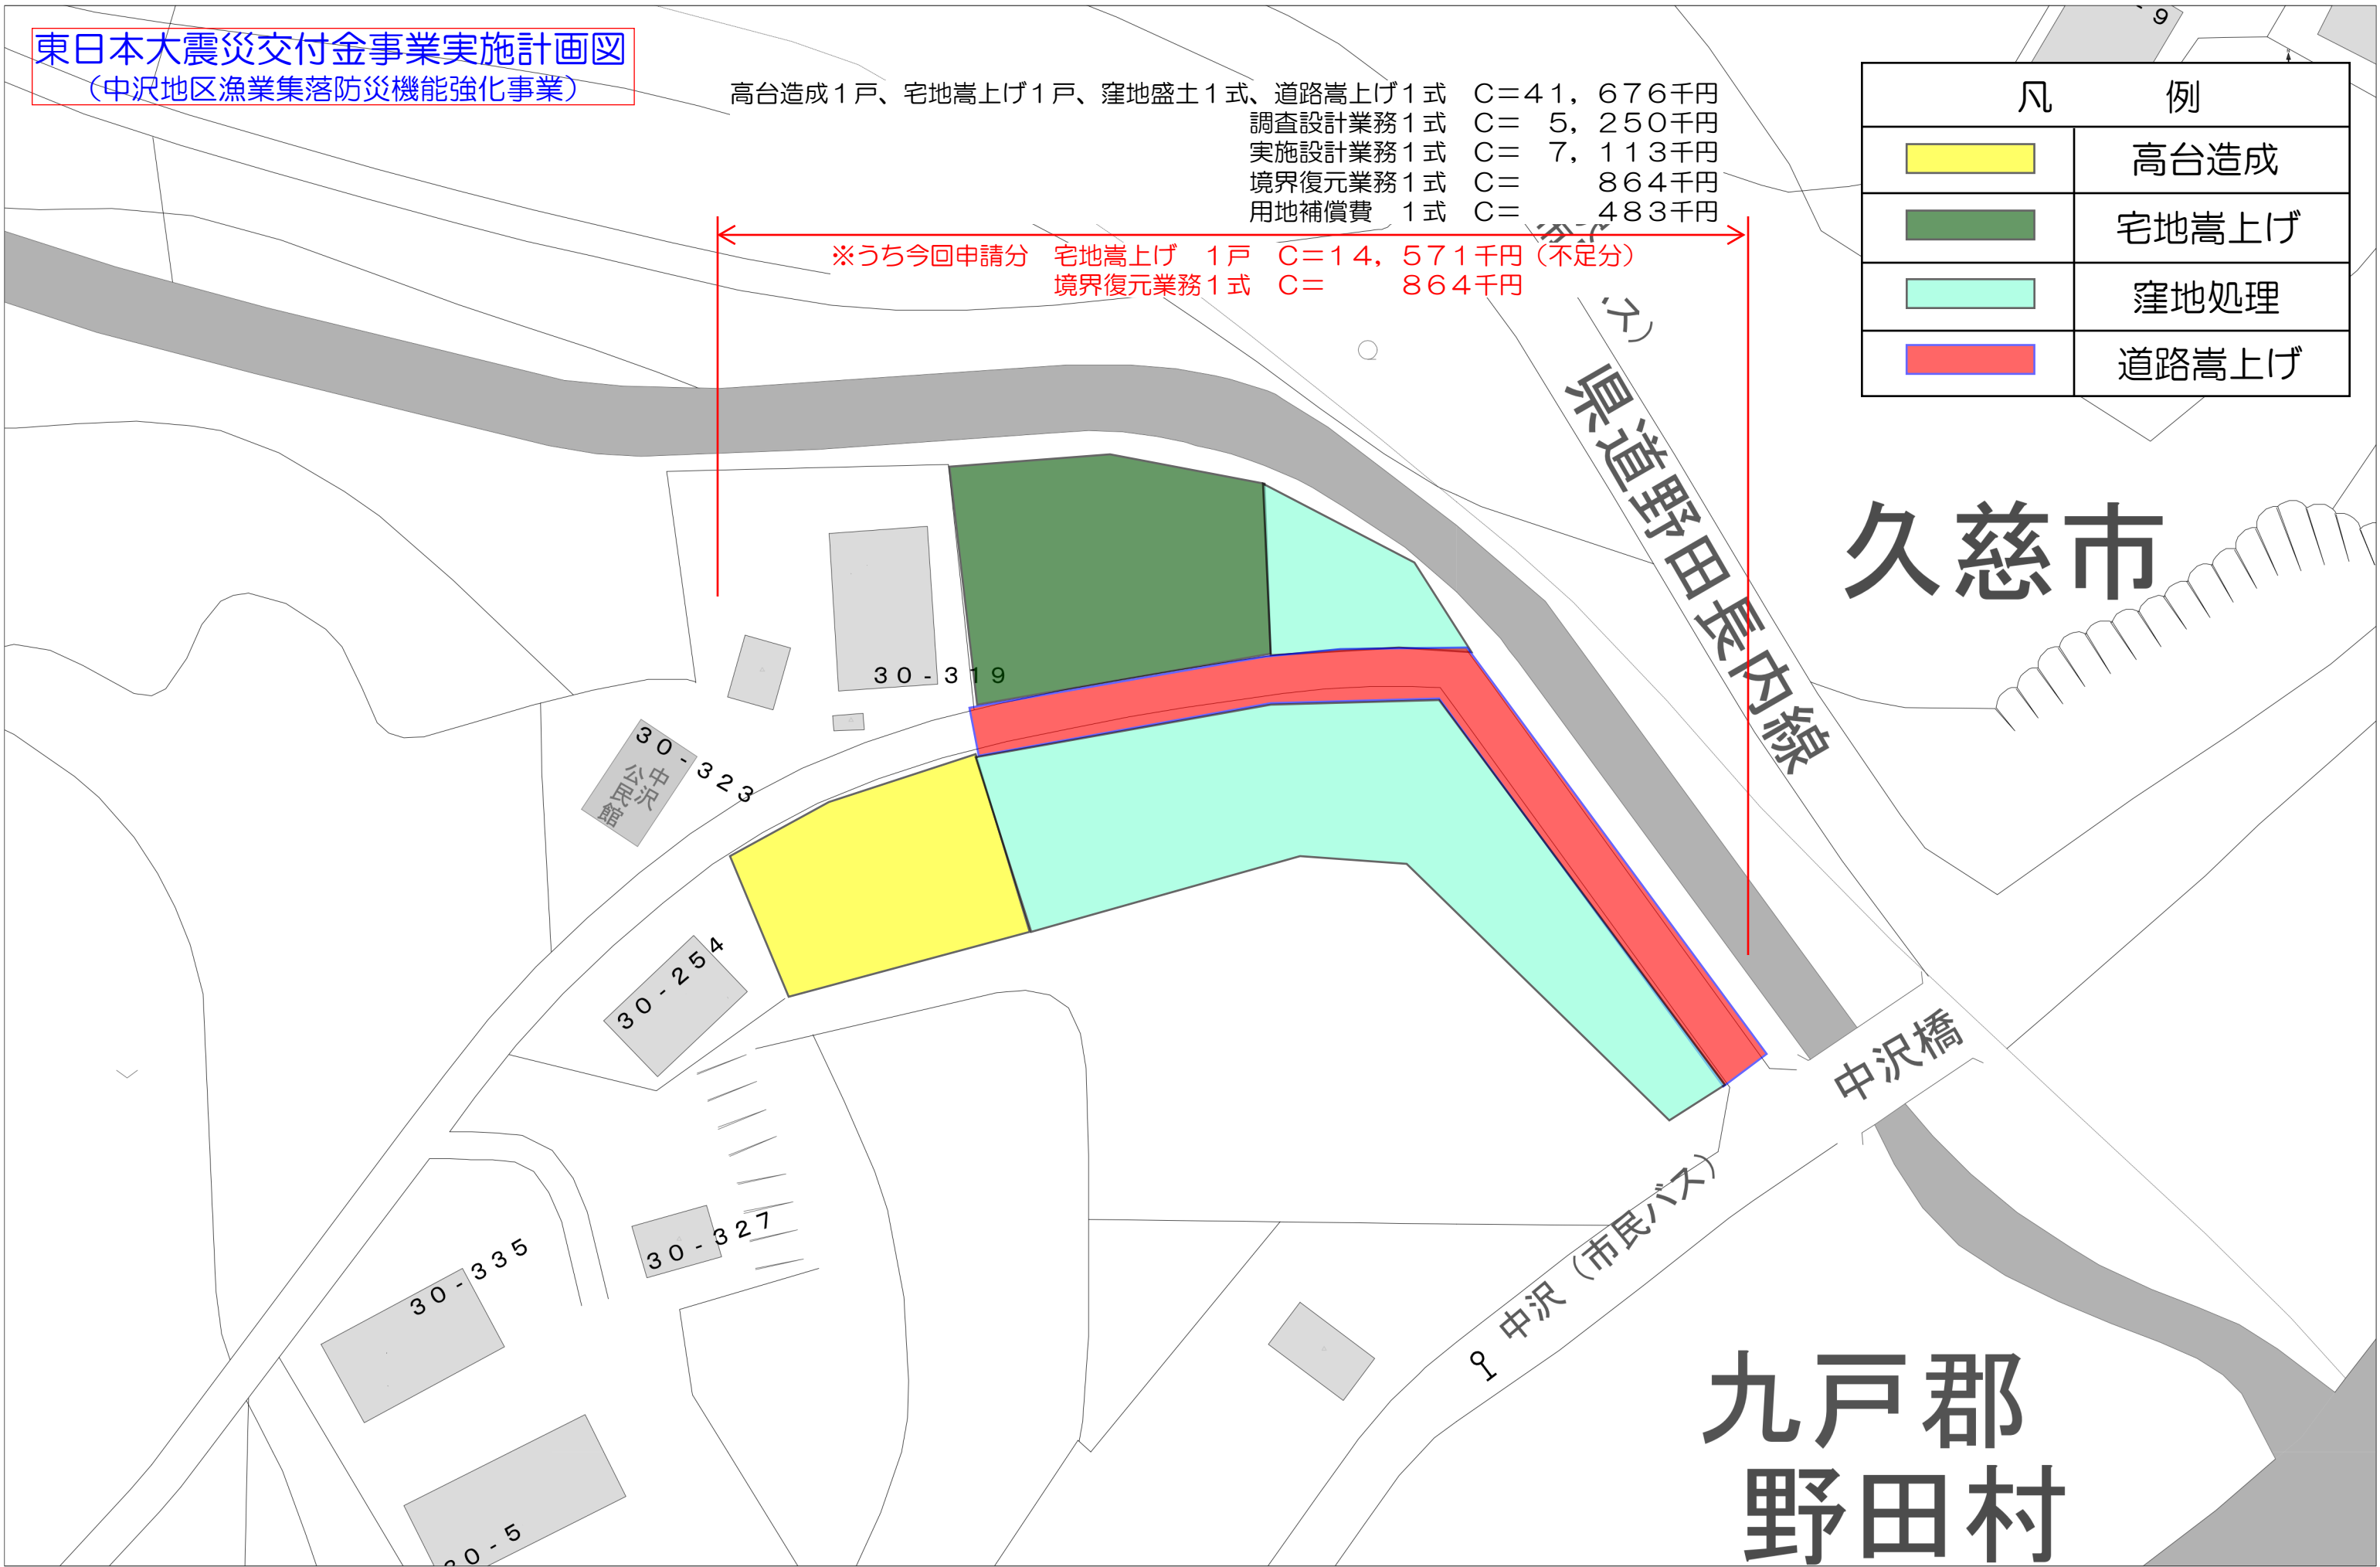 東日本大震災交付金事業実施計画図
（中沢地区漁業集落防災機能強化事業）
高台造成１戸、宅地嵩上げ１戸、窪地盛土１式、道路嵩上げ１式　Ｃ＝４１，６７６千円
調査設計業務１式　Ｃ＝　５，２５０千円
実施設計業務１式　Ｃ＝　７，１１３千円
境界復元業務１式　Ｃ＝　　　８６４千円
用地補償費　１式　Ｃ＝　　　４８３千円
※うち今回申請分　宅地嵩上げ　１戸　Ｃ＝１４，５７１千円（不足分）
境界復元業務１式　Ｃ＝　　　８６４千円
凡　例
高台造成
宅地嵩上げ
窪地処理
道路嵩上げ
ス）
県道野田長内線
久慈市
３０-３１９
３０-３２３
中沢
公民館
３０-２５４
中沢橋
３０-３２７
３０-３３５
中沢（市民バス）
３０-５
九戸郡
野田村